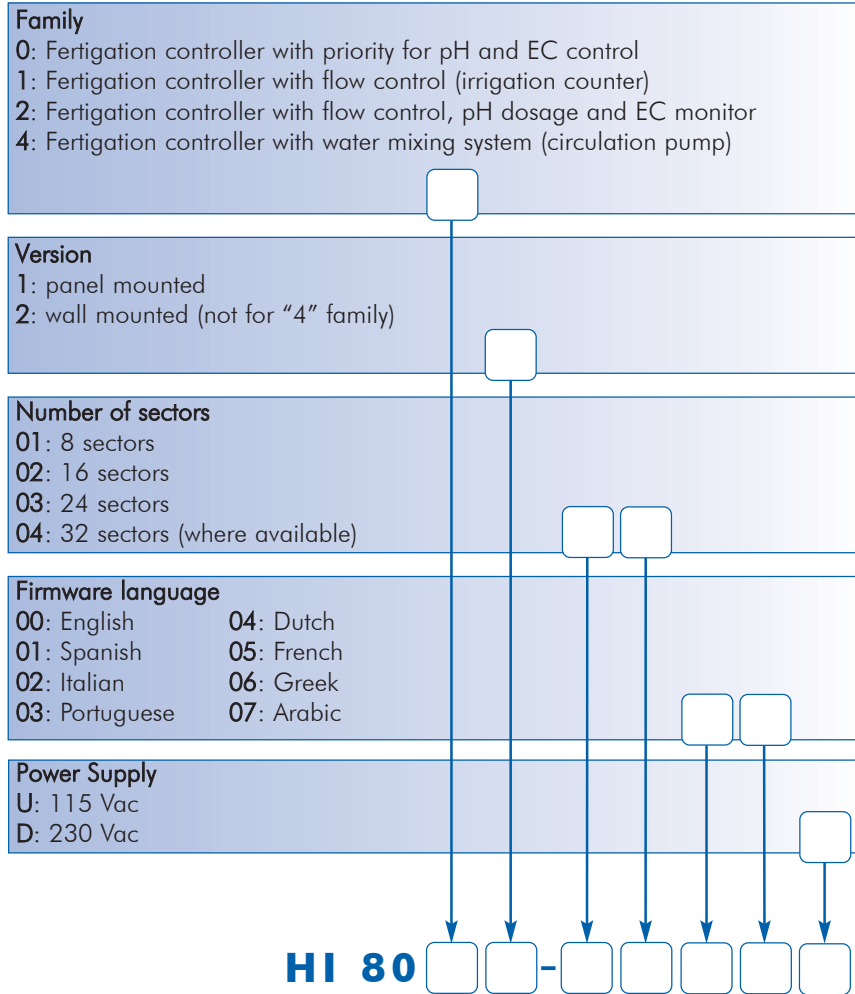 Family
0: Fertigation controller with priority for pH and EC control
1: Fertigation controller with flow control (irrigation counter)
2: Fertigation controller with flow control, pH dosage and EC monitor
4: Fertigation controller with water mixing system (circulation pump)
Version
1: panel mounted
2: wall mounted (not for “4” family)
Number of sectors
01: 8 sectors
02: 16 sectors
03: 24 sectors
04: 32 sectors (where available)
Firmware language
00: English 04: Dutch
01: Spanish 05: French
02: Italian 06: Greek
03: Portuguese 07: Arabic
Power Supply
U: 115 Vac
D: 230 Vac
HI 80 -